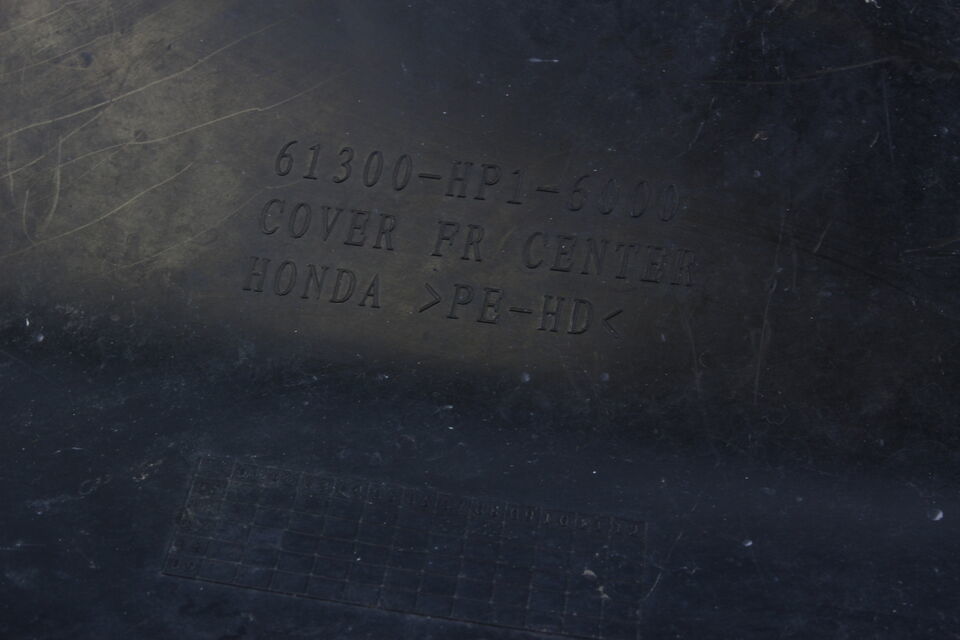 61300-HP1-6000
COVER FR CENTER
HONDA >PE-HD<